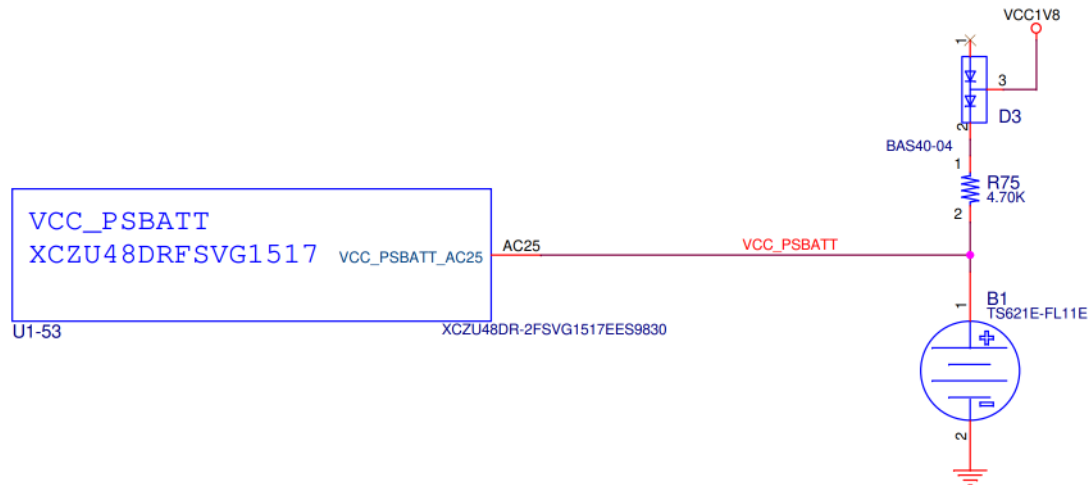 VCC1V8
1
3
D3
2
BAS40-04
1
R75
4.70K
2
VCC_PSBATT
XCZU48DRFSVG1517
VCC_PSBATT_AC25
AC25
VCC_PSBATT
U1-53
XCZU48DR-2FSVG1517EES9830
1
B1
TS621E-FL11E
2